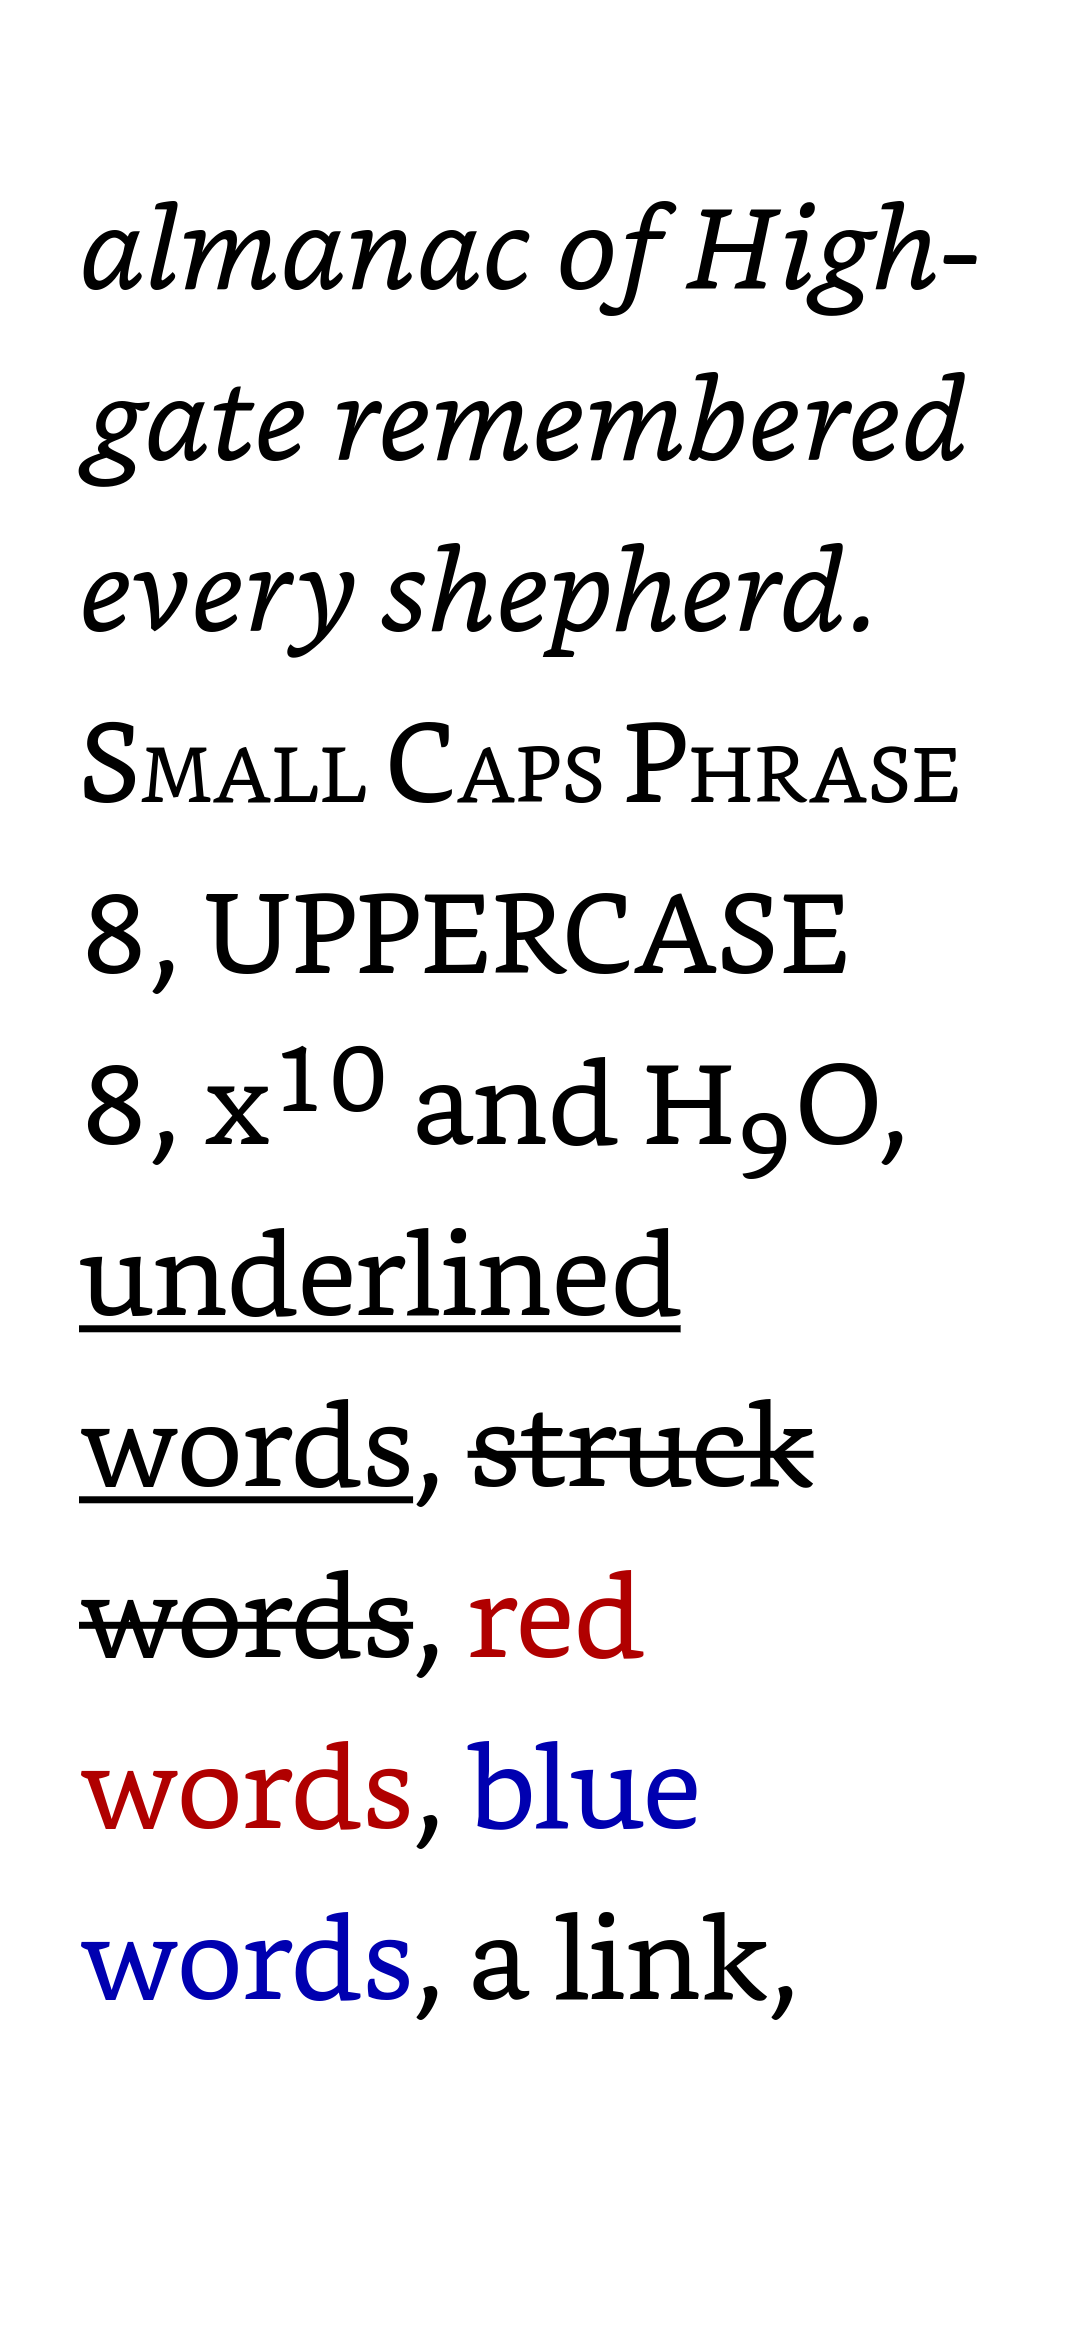 almanac of High-
gate remembered
every shepherd.
Small Caps Phrase
8, UPPERCASE
8, x¹⁰ and H₉O,
underlined
words, struck
words, red
words, blue
words, a link,